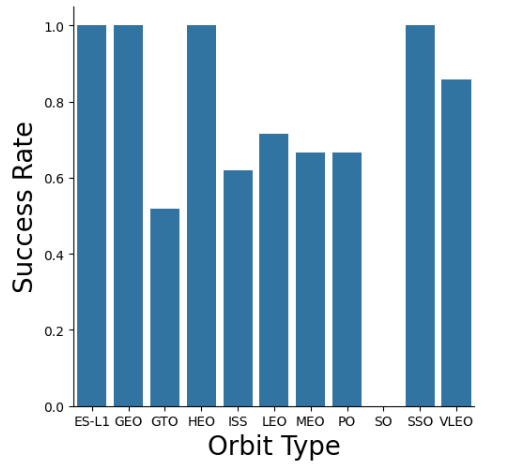 Success Rate
1.0
0.8
0.6
0.4
0.2
0.0
ES-L1 GEO GTO HEO ISS LEO MEO PO SO SSO VLEO
Orbit Type